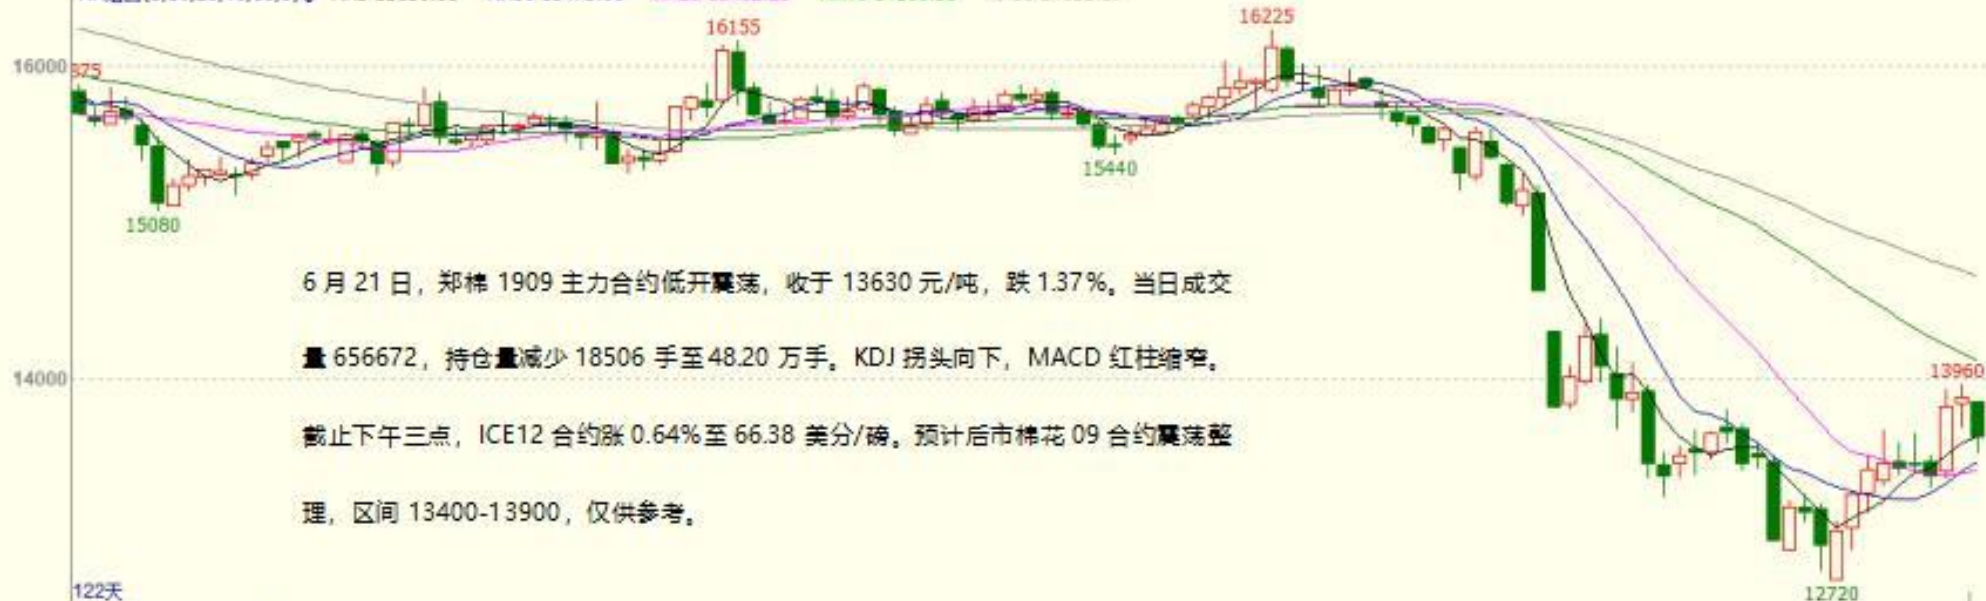 16155
16225
16000
375
15440
15080
6 月 21 日，郑棉 1909 主力合约低开震荡，收于 13630 元/吨，跌 1.37%。当日成交
量 656672，持仓量减少 18506 手至 48.20 万手。KDJ 拐头向下，MACD 红柱缩窄。
14000
13960
截止下午三点，ICE12 合约涨 0.64%至 66.38 美分/磅。预计后市棉花 09 合约震荡整
理，区间 13400-13900，仅供参考。
122天
12720